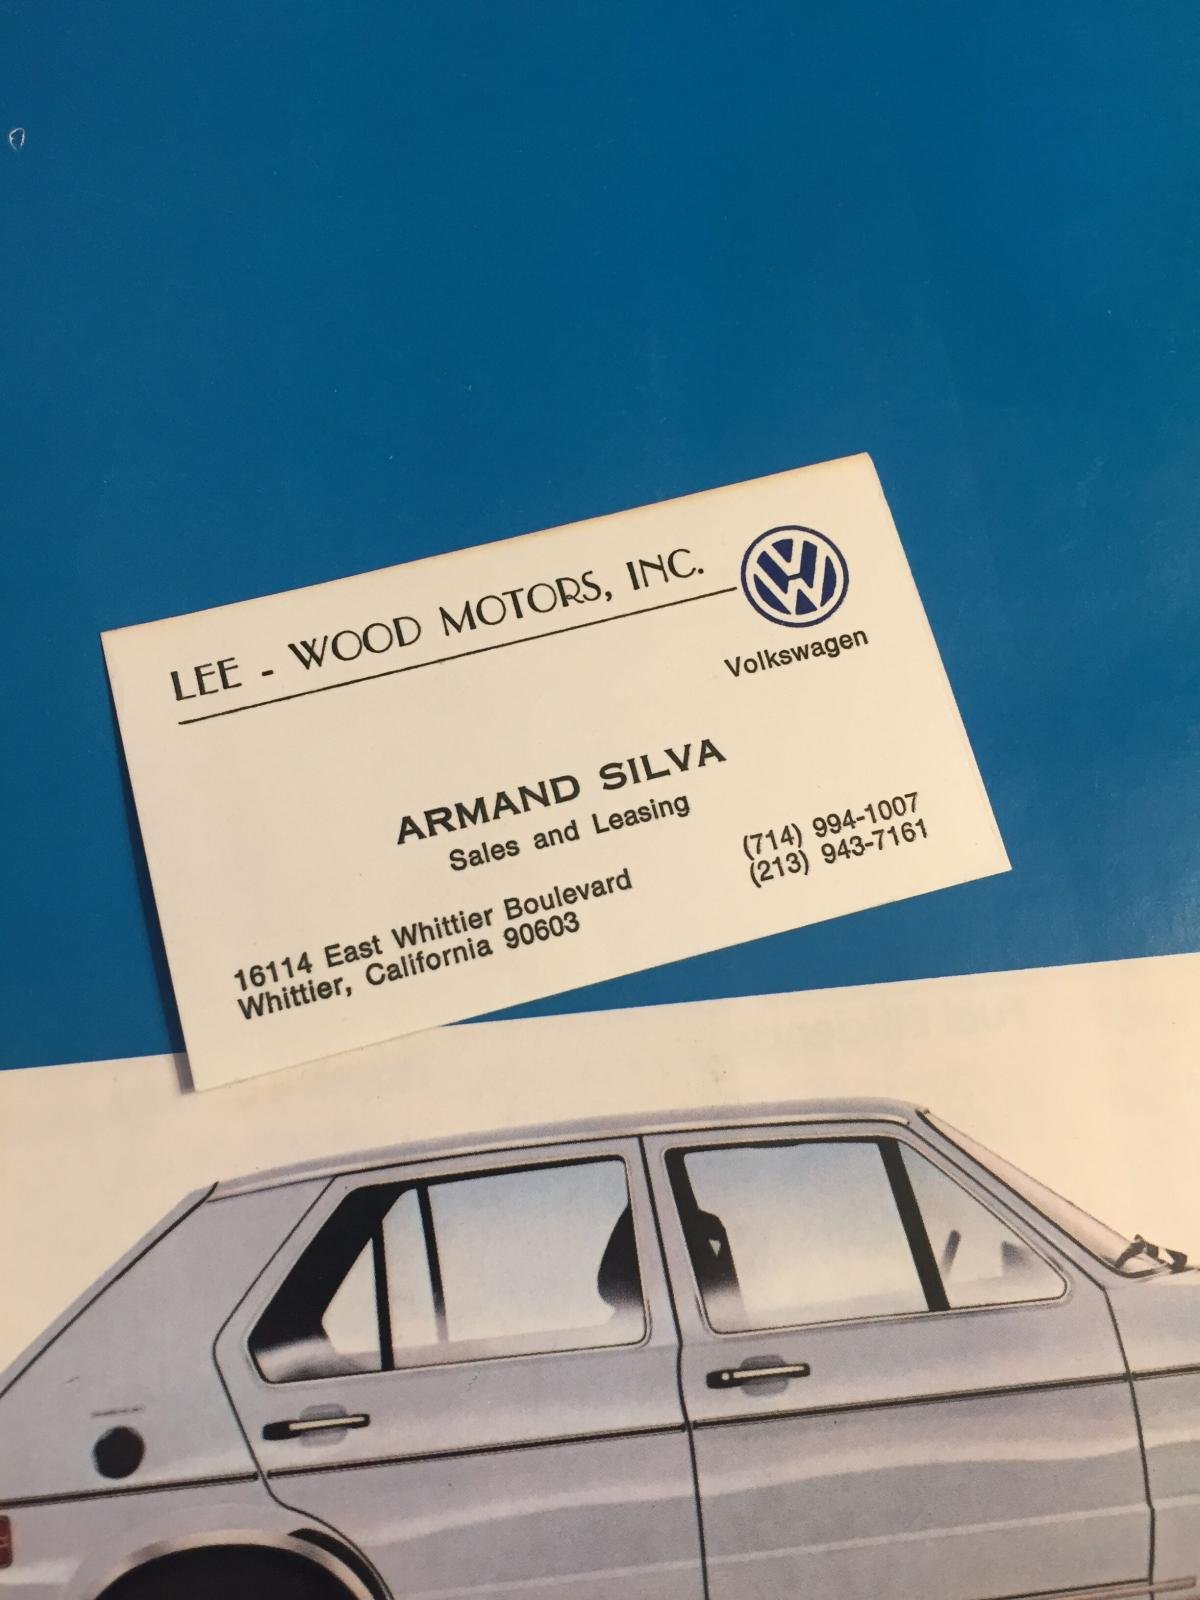 LEE - WOOD MOTORS, INC.
Volkswagen
ARMAND SILVA
Sales and Leasing
(714) 994-1007
(213) 943-7161
16114 East Whittier Boulevard
Whittier, California 90603